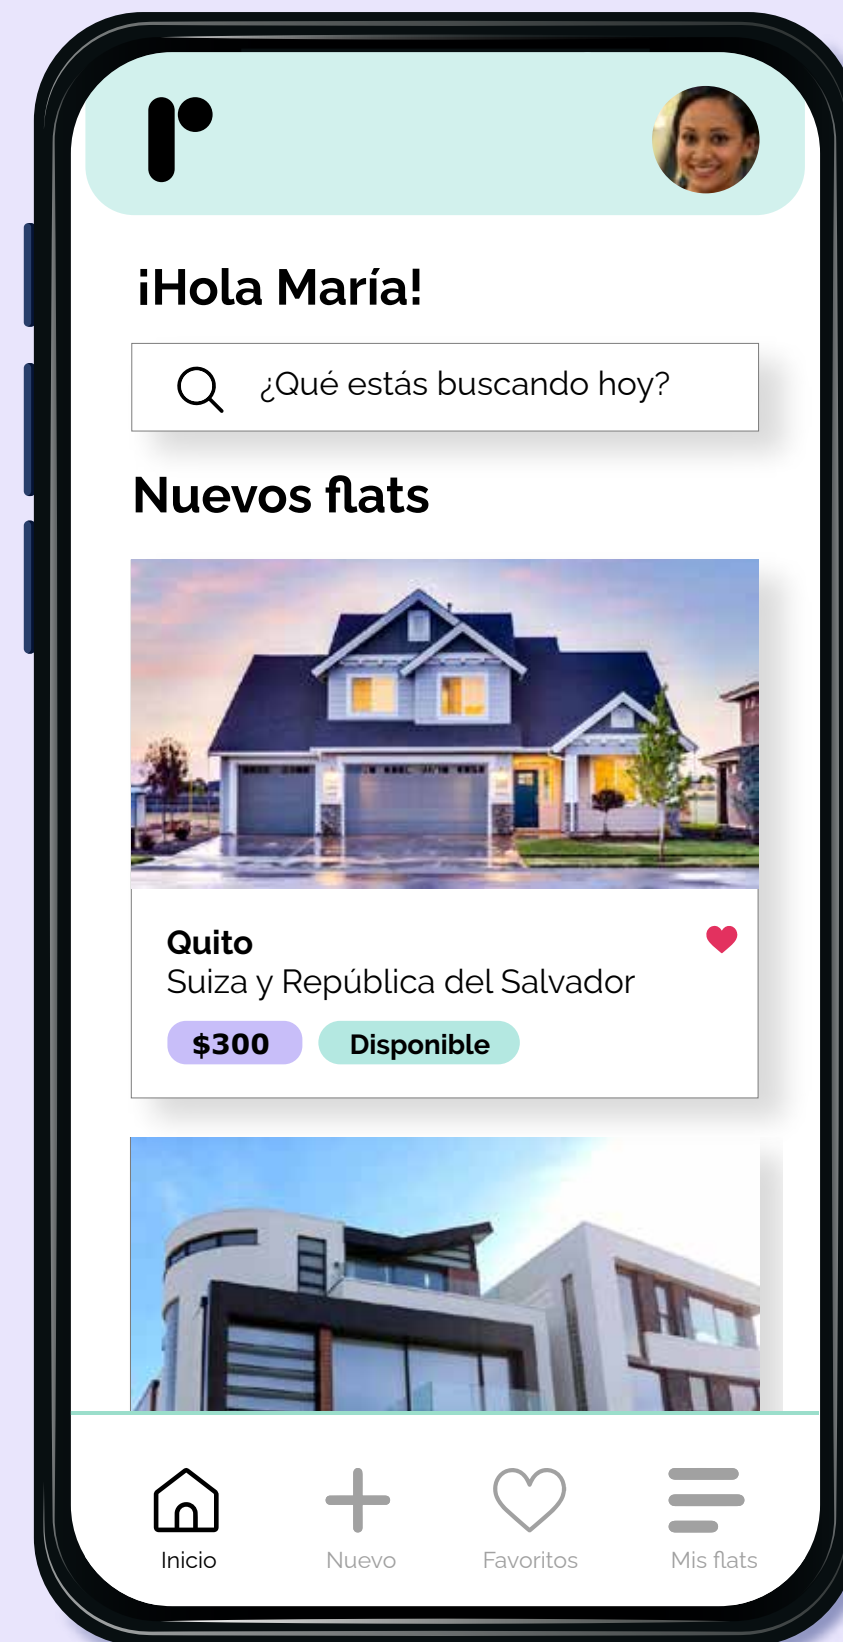 r
¡Hola María!
¿Qué estás buscando hoy?
Nuevos flats
Quito
Suiza y República del Salvador
$300 Disponible
Inicio Nuevo Favoritos Mis flats